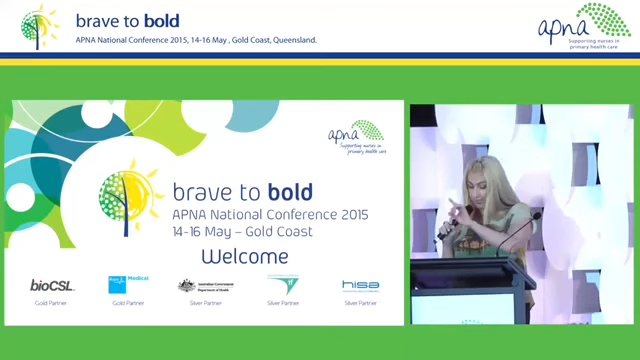 brave to bold
APNA National Conference 2015, 14-16 May , Gold Coast, Queensland.
apna
Supporting nurses in
primary health care
apna
Supporting nurses in
primary health care
brave to bold
APNA National Conference 2015
14-16 May – Gold Coast
Welcome
bioCSL
Medical
Australian Government
Department of Health
hisa
Gold Partner
Gold Partner
Silver Partner
Silver Partner
Silver Partner